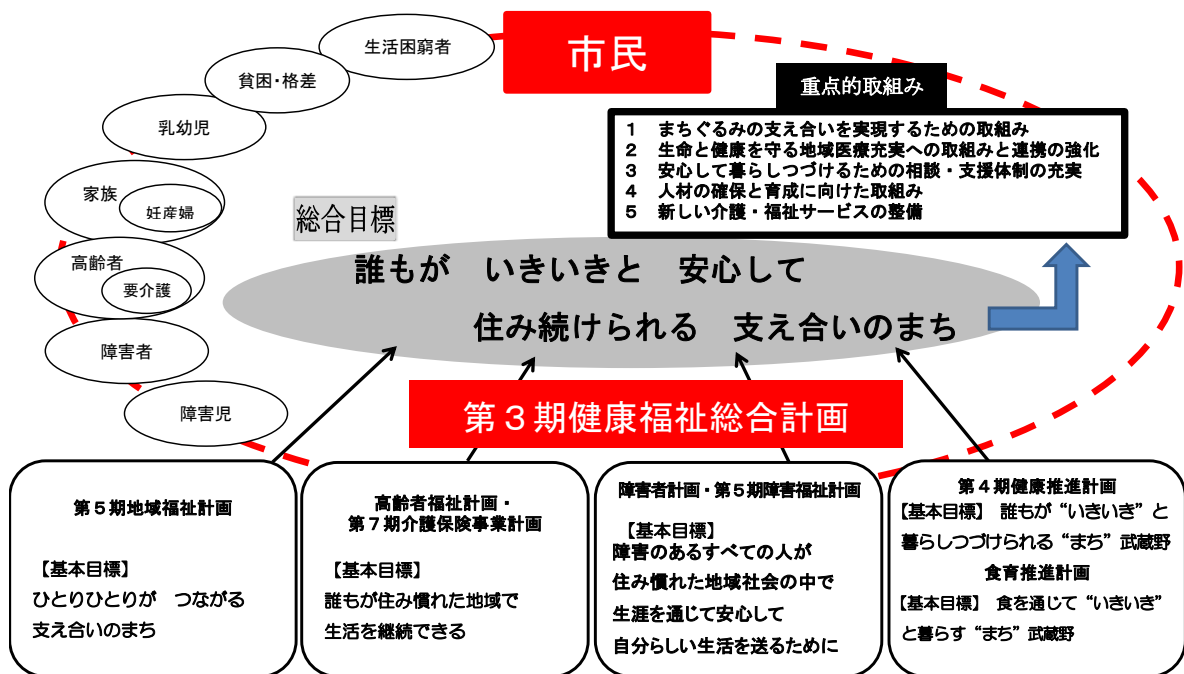 市民
生活困窮者
貧困・格差
乳幼児
家族
妊産婦
高齢者
要介護
障害者
障害児
重点的取組み
1 まちぐるみの支え合いを実現するための取組み
2 生命と健康を守る地域医療充実への取組みと連携の強化
3 安心して暮らしつづけるための相談・支援体制の充実
4 人材の確保と育成に向けた取組み
5 新しい介護・福祉サービスの整備
総合目標
誰もが いきいきと 安心して
住み続けられる 支え合いのまち
第3期健康福祉総合計画
第5期地域福祉計画
【基本目標】
ひとりひとりが つながる
支え合いのまち
高齢者福祉計画・
第7期介護保険事業計画
【基本目標】
誰もが住み慣れた地域で
生活を継続できる
障害者計画・第5期障害福祉計画
【基本目標】
障害のあるすべての人が
住み慣れた地域社会の中で
生涯を通じて安心して
自分らしい生活を送るために
第4期健康推進計画
【基本目標】 誰もが“いきいき”と
暮らしつづけられる“まち”武蔵野
食育推進計画
【基本目標】 食を通じて“いきいき”
と暮らす“まち”武蔵野